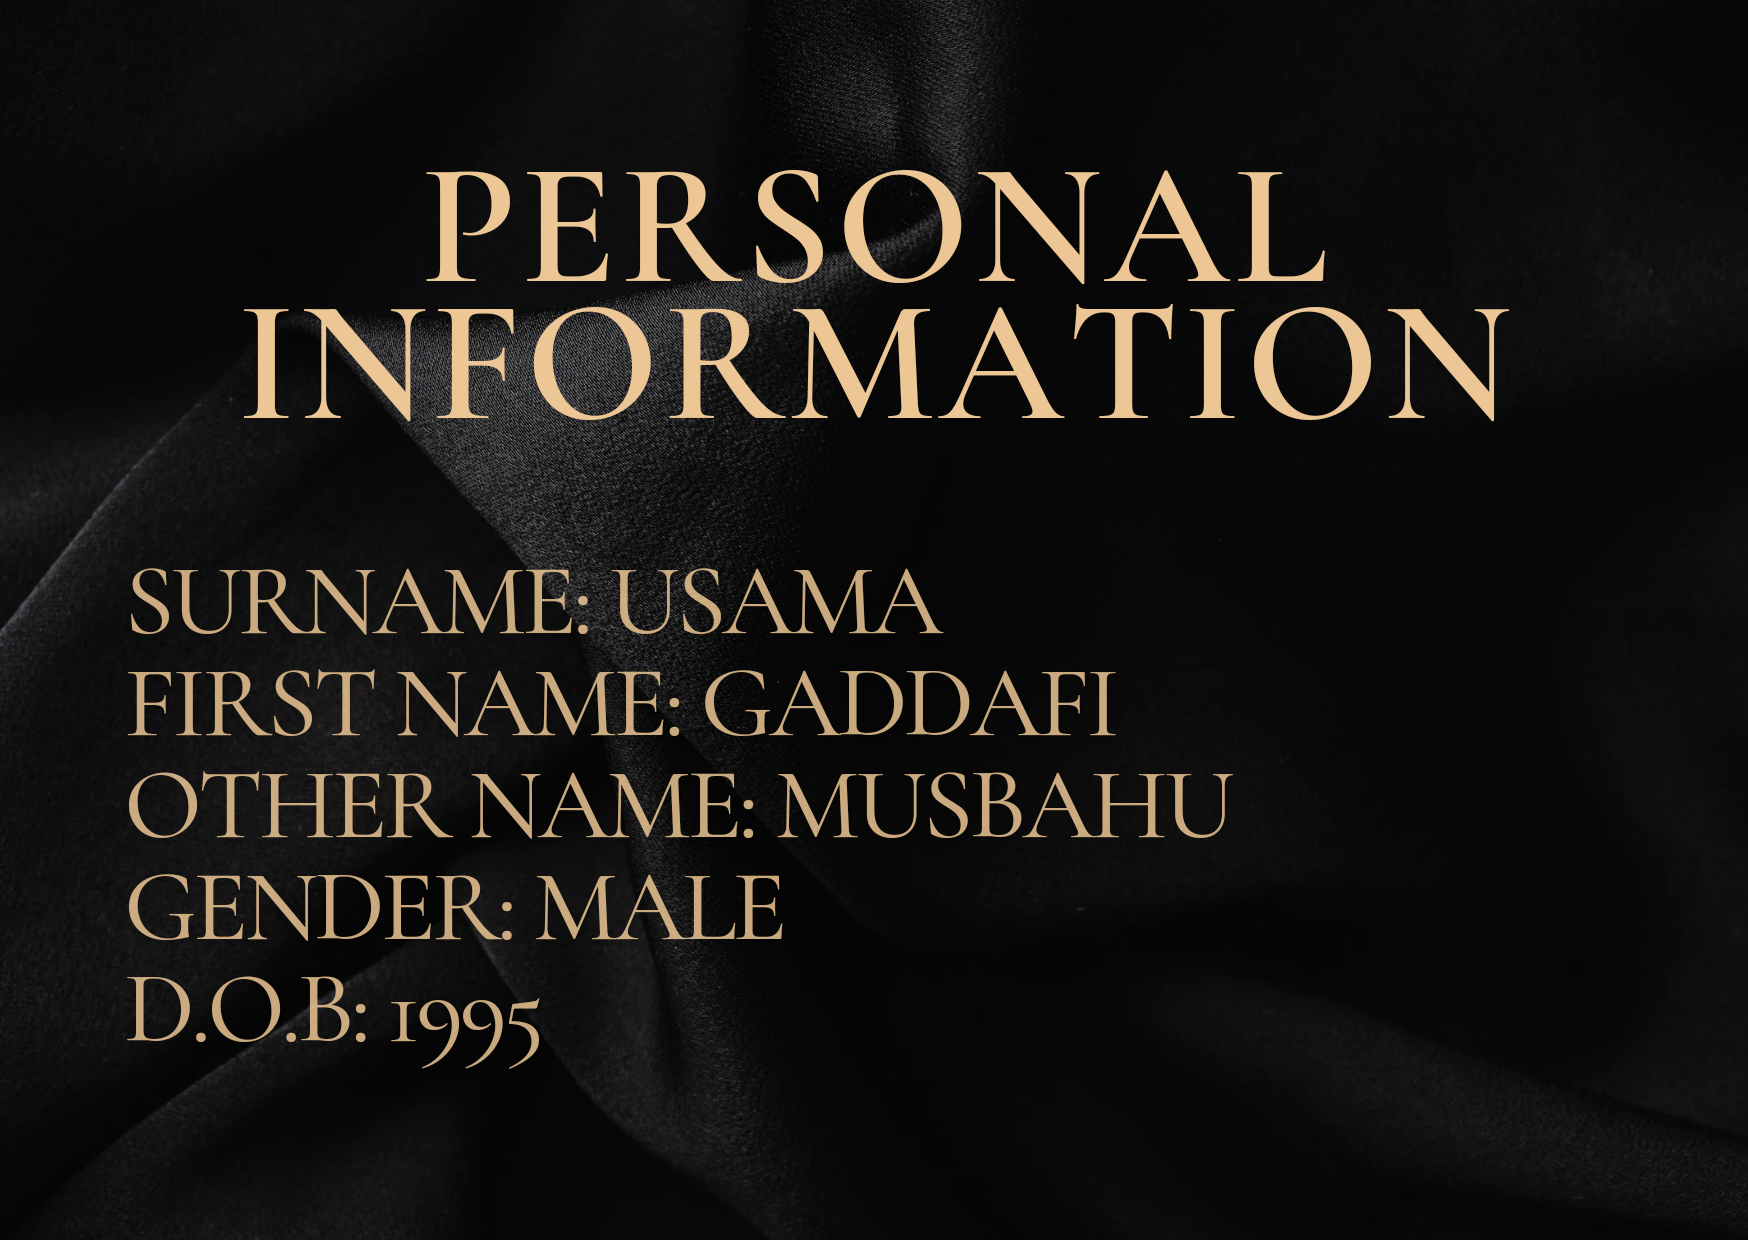 PERSONAL
INFORMATION
SURNAME: USAMA
FIRST NAME: GADDAFI
OTHER NAME: MUSBAHU
GENDER: MALE
D.O.B: 1995